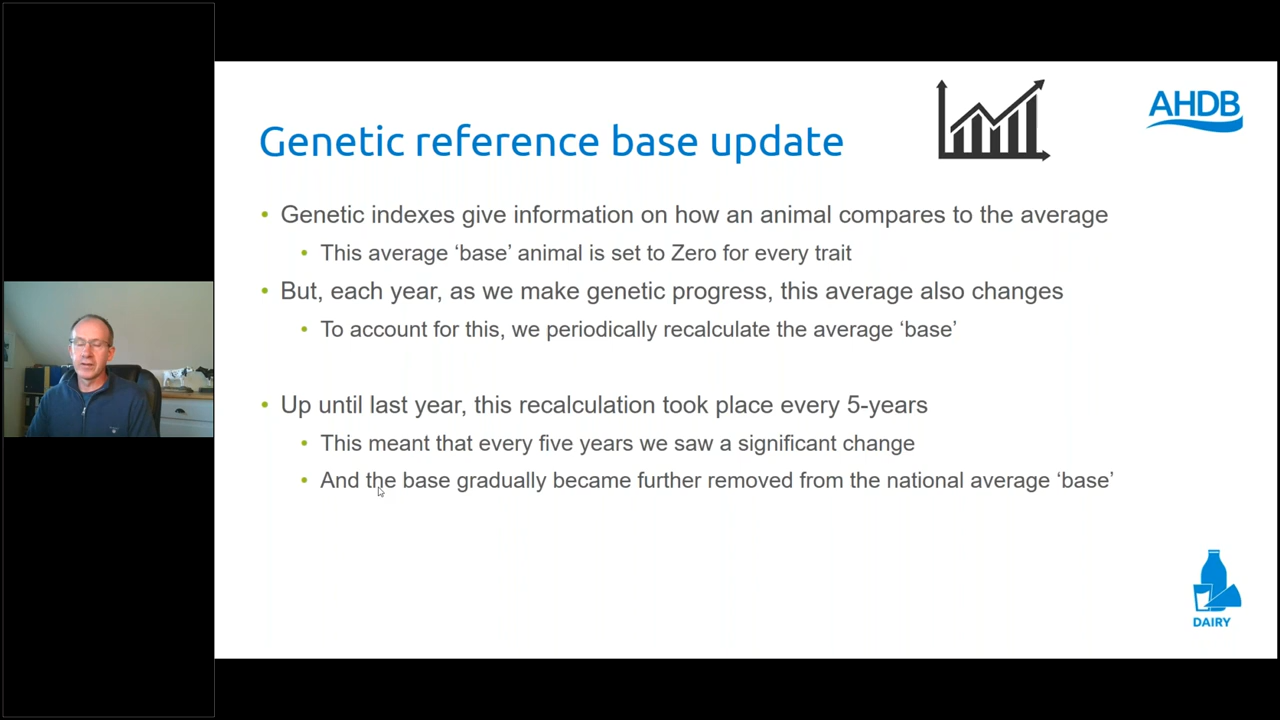 AHDB
Genetic reference base update
• Genetic indexes give information on how an animal compares to the average
• This average ‘base’ animal is set to Zero for every trait
• But, each year, as we make genetic progress, this average also changes
• To account for this, we periodically recalculate the average ‘base’
• Up until last year, this recalculation took place every 5-years
• This meant that every five years we saw a significant change
• And the base gradually became further removed from the national average ‘base’
DAIRY